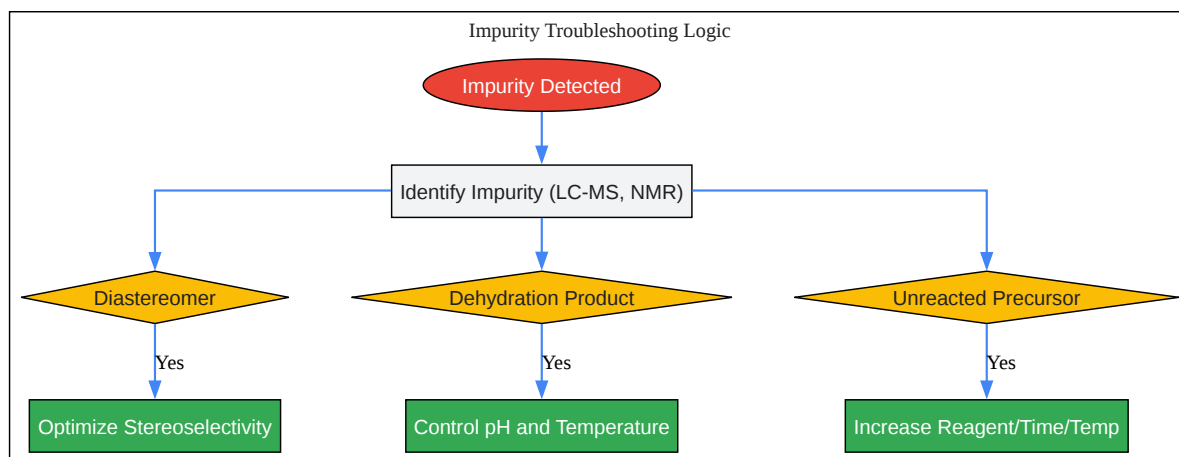 Impurity Troubleshooting Logic
Impurity Detected
Identify Impurity (LC-MS, NMR)
Diastereomer
Dehydration Product
Unreacted Precursor
Yes
Yes
Yes
Optimize Stereoselectivity
Control pH and Temperature
Increase Reagent/Time/Temp